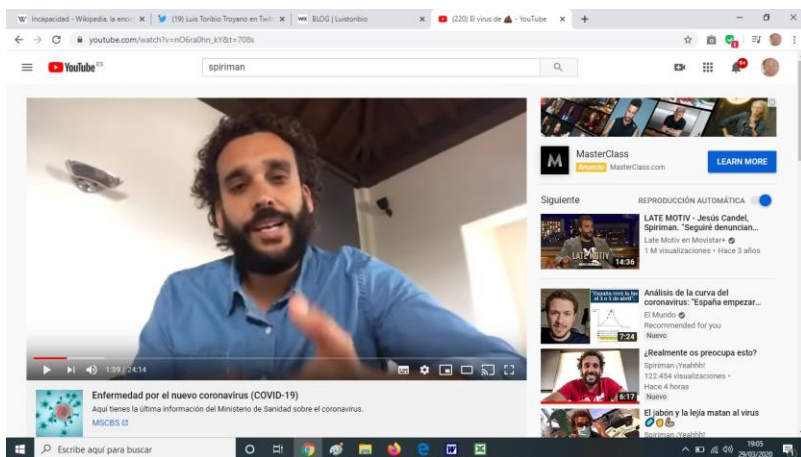 Incapacidad - Wikipedia, la enci
(19) Luis Toribio Troyano en Twitt
BLOG | Luistoribio
(220) El virus de - YouTube
youtube.com/watch?v=nO6ra0hn_kY&t=708s
YouTube ES
spiriman
9+
MasterClass
Anuncio MasterClass.com
LEARN MORE
Siguiente
REPRODUCCIÓN AUTOMÁTICA
LATE MOTIV - Jesús Candel,
Spiriman. "Seguiré denuncian...
Late Motiv en Movistar+
1 M visualizaciones • Hace 3 años
LATE MOTIV
14:36
Análisis de la curva del
coronavirus: "España empezar...
El Mundo
Recommended for you
Nuevo
7:24
¿Realmente os preocupa esto?
Spiriman ¡Yeahhh!
122.454 visualizaciones •
Hace 4 horas
Nuevo
6:17
El jabón y la lejía matan al virus
Spiriman ¡Yeahhh!
1:39 / 24:14
Enfermedad por el nuevo coronavirus (COVID-19)
Aquí tienes la última información del Ministerio de Sanidad sobre el coronavirus.
MSCBS
Escribe aquí para buscar
19:05
29/03/2020